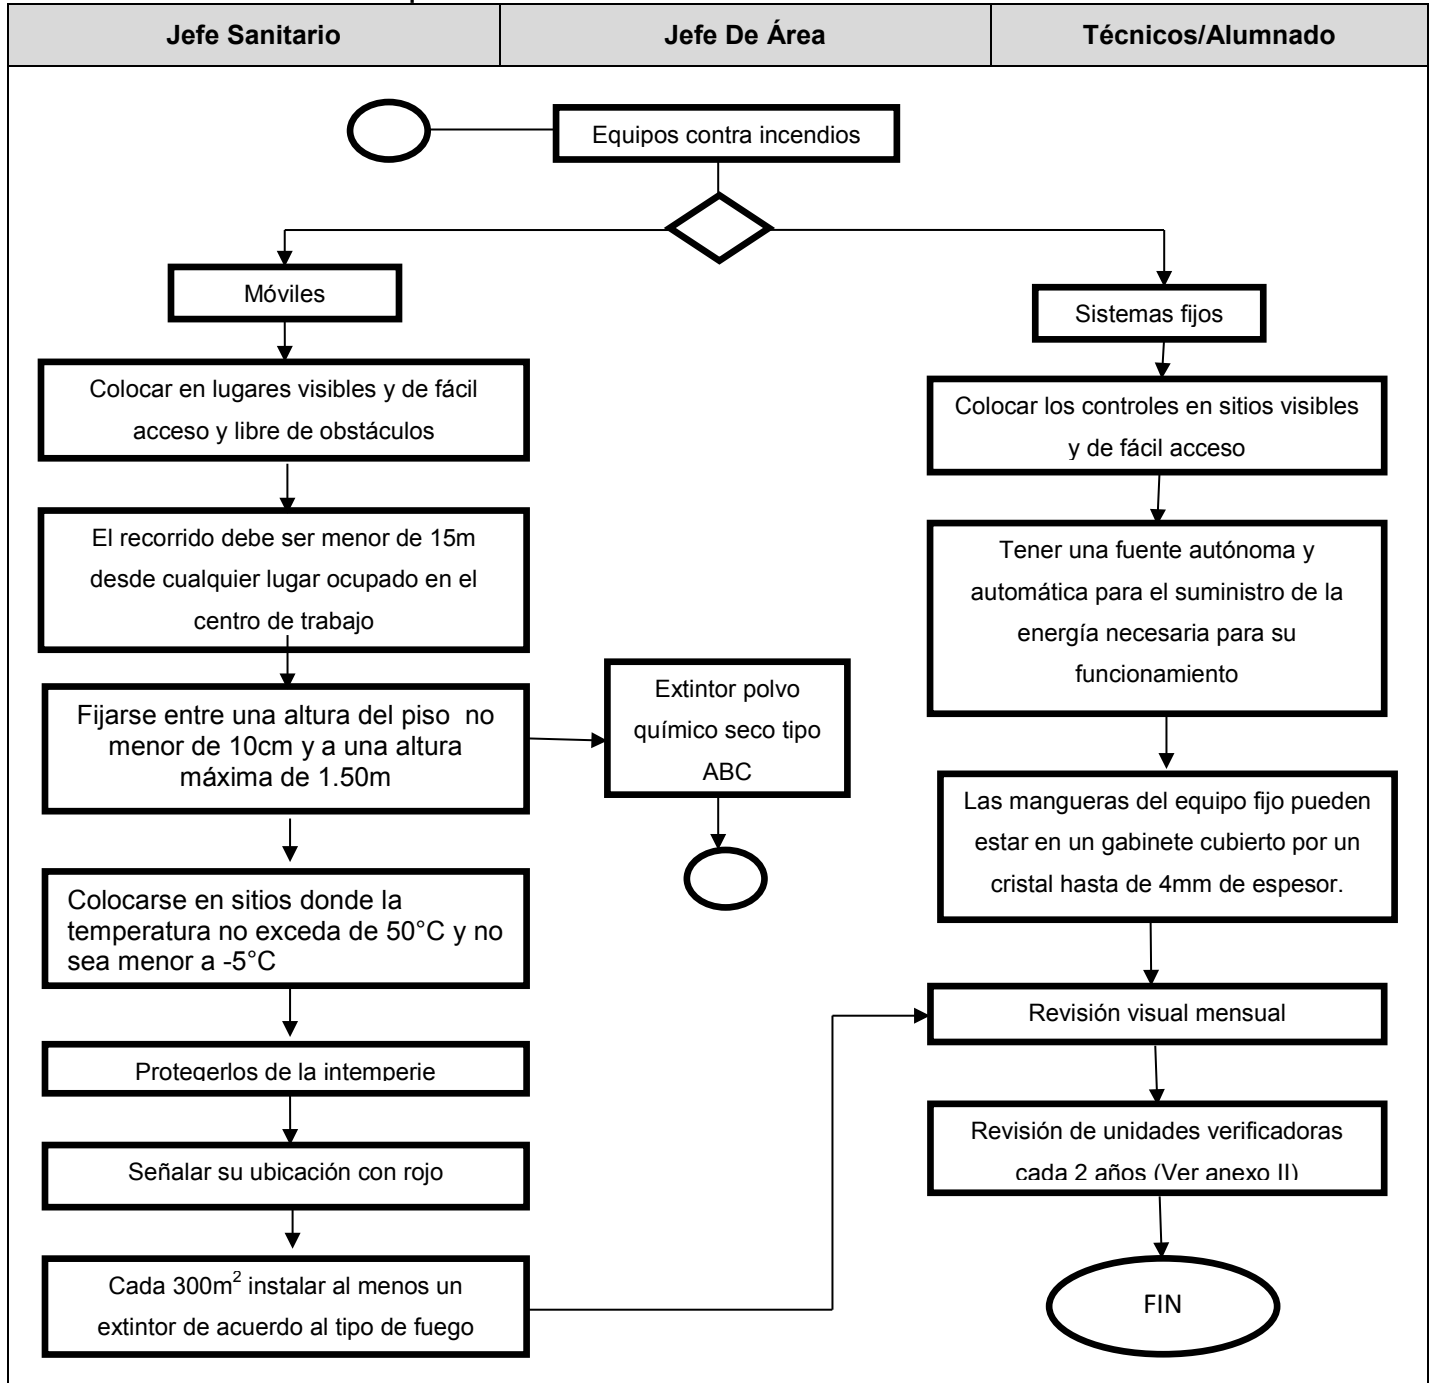 Jefe Sanitario
Jefe De Área
Técnicos/Alumnado
Equipos contra incendios
Móviles
Colocar en lugares visibles y de fácil
acceso y libre de obstáculos
El recorrido debe ser menor de 15m
desde cualquier lugar ocupado en el
centro de trabajo
Fijarse entre una altura del piso no
menor de 10cm y a una altura
máxima de 1.50m
Colocarse en sitios donde la
temperatura no exceda de 50°C y no
sea menor a -5°C
Protegerlos de la intemperie
Señalar su ubicación con rojo
Cada 300m² instalar al menos un
extintor de acuerdo al tipo de fuego
Extintor polvo
químico seco tipo
ABC
Sistemas fijos
Colocar los controles en sitios visibles
y de fácil acceso
Tener una fuente autónoma y
automática para el suministro de la
energía necesaria para su
funcionamiento
Las mangueras del equipo fijo pueden
estar en un gabinete cubierto por un
cristal hasta de 4mm de espesor.
Revisión visual mensual
Revisión de unidades verificadoras
cada 2 años (Ver anexo II)
FIN